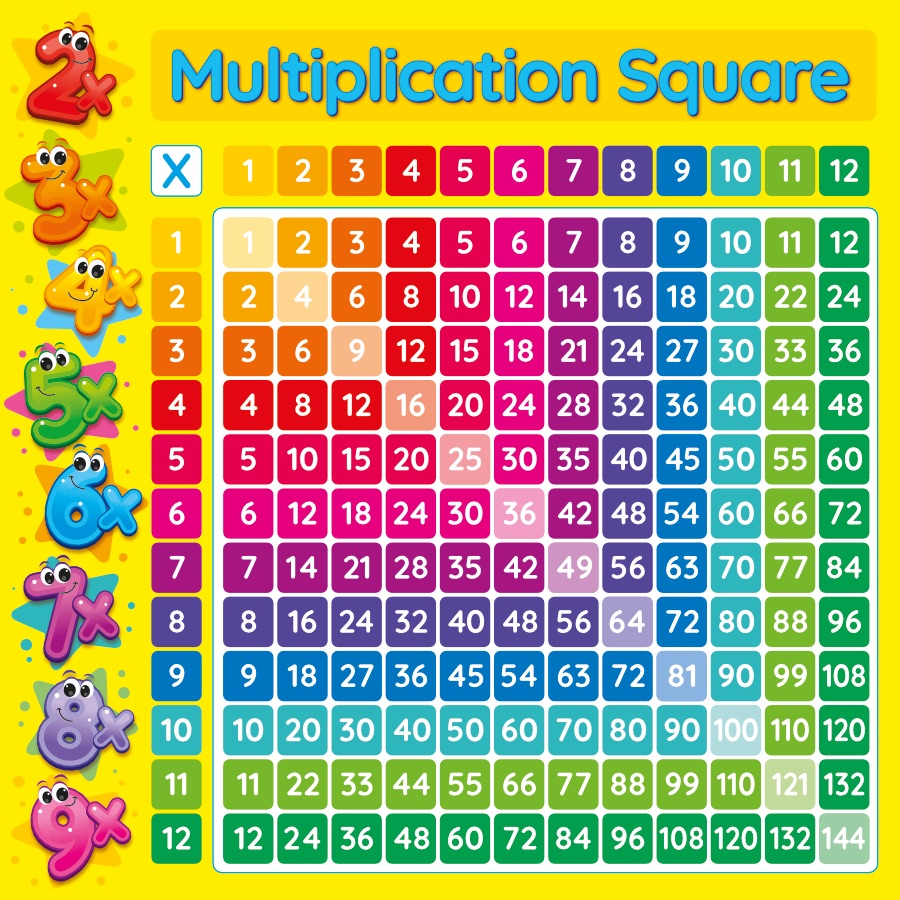 Multiplication Square
2x
3x
4x
5x
6x
7x
8x
9x
X 1 2 3 4 5 6 7 8 9 10 11 12
1 1 2 3 4 5 6 7 8 9 10 11 12
2 2 4 6 8 10 12 14 16 18 20 22 24
3 3 6 9 12 15 18 21 24 27 30 33 36
4 4 8 12 16 20 24 28 32 36 40 44 48
5 5 10 15 20 25 30 35 40 45 50 55 60
6 6 12 18 24 30 36 42 48 54 60 66 72
7 7 14 21 28 35 42 49 56 63 70 77 84
8 8 16 24 32 40 48 56 64 72 80 88 96
9 9 18 27 36 45 54 63 72 81 90 99 108
10 10 20 30 40 50 60 70 80 90 100 110 120
11 11 22 33 44 55 66 77 88 99 110 121 132
12 12 24 36 48 60 72 84 96 108 120 132 144